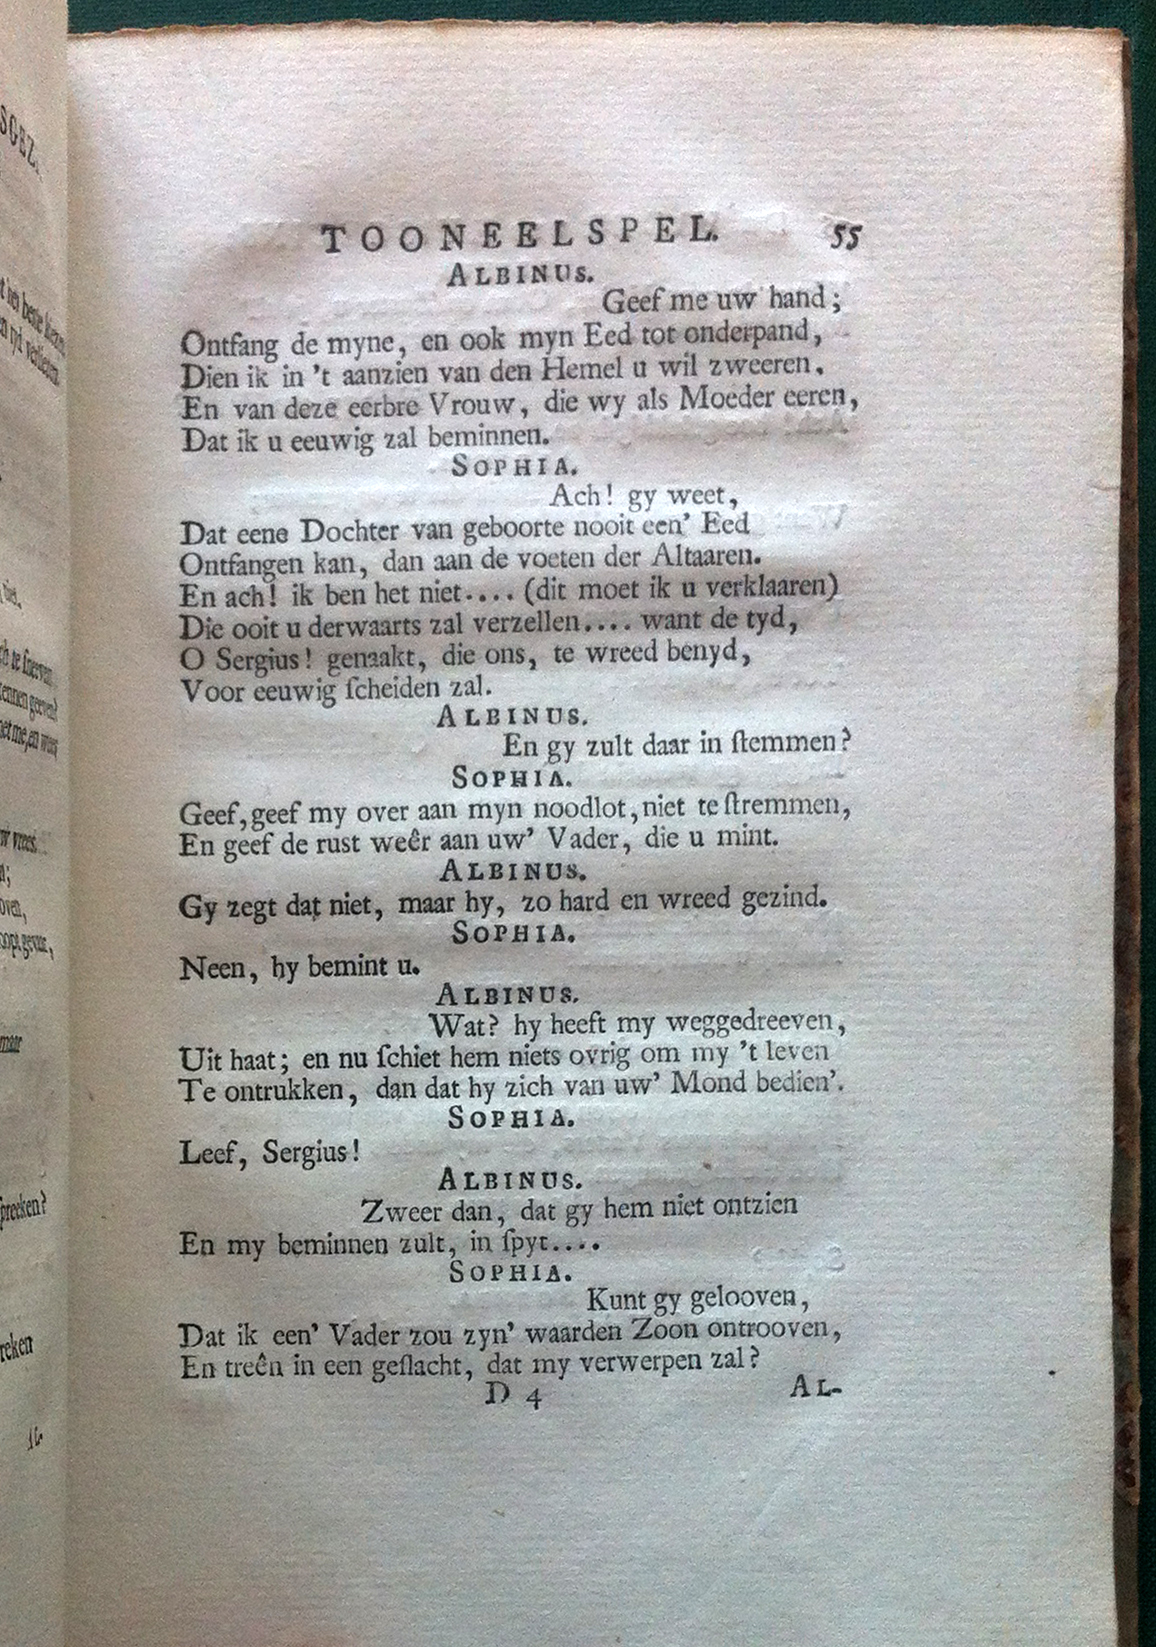 TOONEELSPEL. 55
ALBINUS.
Geef me uw hand;
Ontfang de myne, en ook myn Eed tot onderpand,
Dien ik in 't aanzien van den Hemel u wil zweeren.
En van deze eerbre Vrouw, die wy als Moeder eeren,
Dat ik u eeuwig zal beminnen.
SOPHIA.
Ach! gy weet,
Dat eene Dochter van geboorte nooit een' Eed
Ontfangen kan, dan aan de voeten der Altaaren.
En ach! ik ben het niet.... (dit moet ik u verklaaren)
Die ooit u derwaarts zal verzellen.... want de tyd,
O Sergius! genaakt, die ons, te wreed benyd,
Voor eeuwig ſcheiden zal.
ALBINUS.
En gy zult daar in ſtemmen?
SOPHIA.
Geef, geef my over aan myn noodlot, niet te ſtremmen,
En geef de rust weêr aan uw' Vader, die u mint.
ALBINUS.
Gy zegt dat niet, maar hy, zo hard en wreed gezind.
SOPHIA.
Neen, hy bemint u.
ALBINUS.
Wat? hy heeft my weggedreeven,
Uit haat; en nu ſchiet hem niets ovrig om my 't leven
Te ontrukken, dan dat hy zich van uw' Mond bedien'.
SOPHIA.
Leef, Sergius!
ALBINUS.
Zweer dan, dat gy hem niet ontzien
En my beminnen zult, in ſpyt....
SOPHIA.
Kunt gy gelooven,
Dat ik een' Vader zou zyn' waarden Zoon ontrooven,
En treên in een geſlacht, dat my verwerpen zal?
D 4 AL-